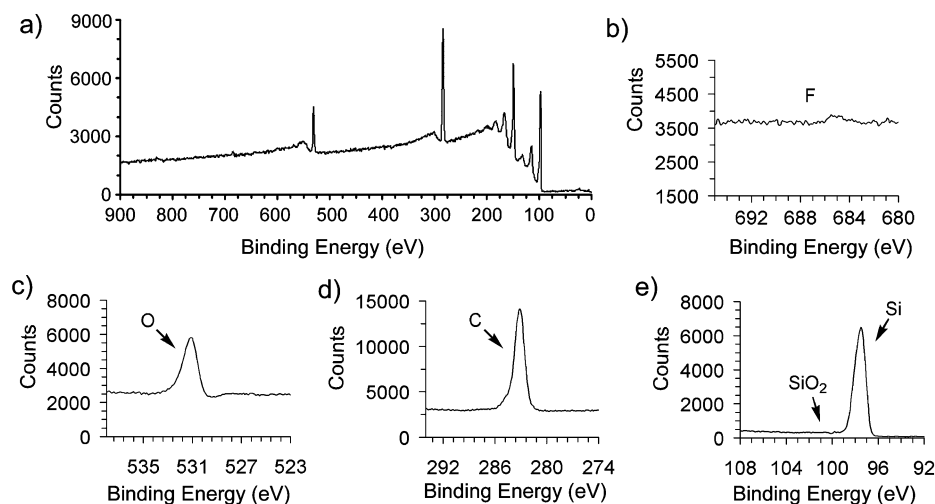 a)
Counts
9000
6000
3000
0
900 800 700 600 500 400 300 200 100 0
Binding Energy (eV)
b)
Counts
5500
4500
3500
2500
1500
F
692 688 684 680
Binding Energy (eV)
c)
Counts
8000
6000
4000
2000
0
O
535 531 527 523
Binding Energy (eV)
d)
Counts
15000
10000
5000
0
C
292 286 280 274
Binding Energy (eV)
e)
Counts
8000
6000
4000
2000
0
Si
SiO₂
108 104 100 96 92
Binding Energy (eV)